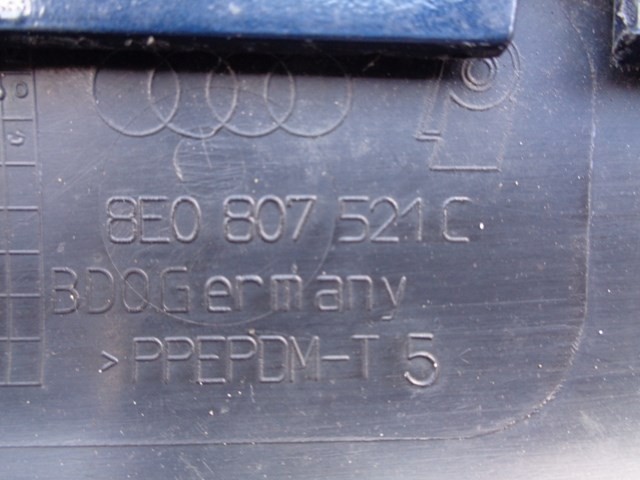 8E0 807 521 C
BDO Germany
>PPEPDM-T 5